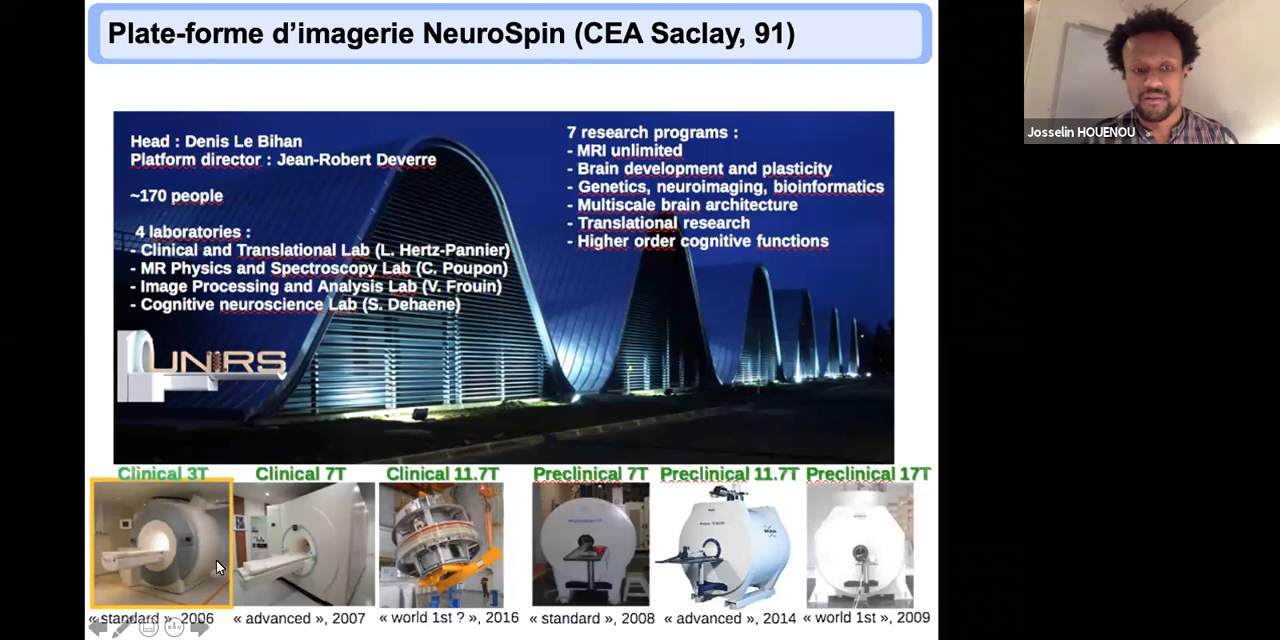 Plate-forme d’imagerie NeuroSpin (CEA Saclay, 91)
Josselin HOUENOU
Head : Denis Le Bihan
Platform director : Jean-Robert Deverre
~170 people
4 laboratories :
- Clinical and Translational Lab (L. Hertz-Pannier)
- MR Physics and Spectroscopy Lab (C. Poupon)
- Image Processing and Analysis Lab (V. Frouin)
- Cognitive neuroscience Lab (S. Dehaene)
7 research programs :
- MRI unlimited
- Brain development and plasticity
- Genetics, neuroimaging, bioinformatics
- Multiscale brain architecture
- Translational research
- Higher order cognitive functions
UNIRS
Clinical 3T
Clinical 7T
Clinical 11.7T
Preclinical 7T
Preclinical 11.7T
Preclinical 17T
« standard », 2006
« advanced », 2007
« world 1st ? », 2016
« standard », 2008
« advanced », 2014
« world 1st », 2009